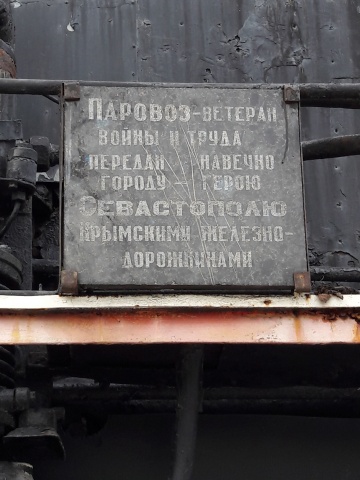 Паровоз-ветеран
войны и труда
передан навечно
городу - герою
Севастополю
крымскими железно-
дорожниками